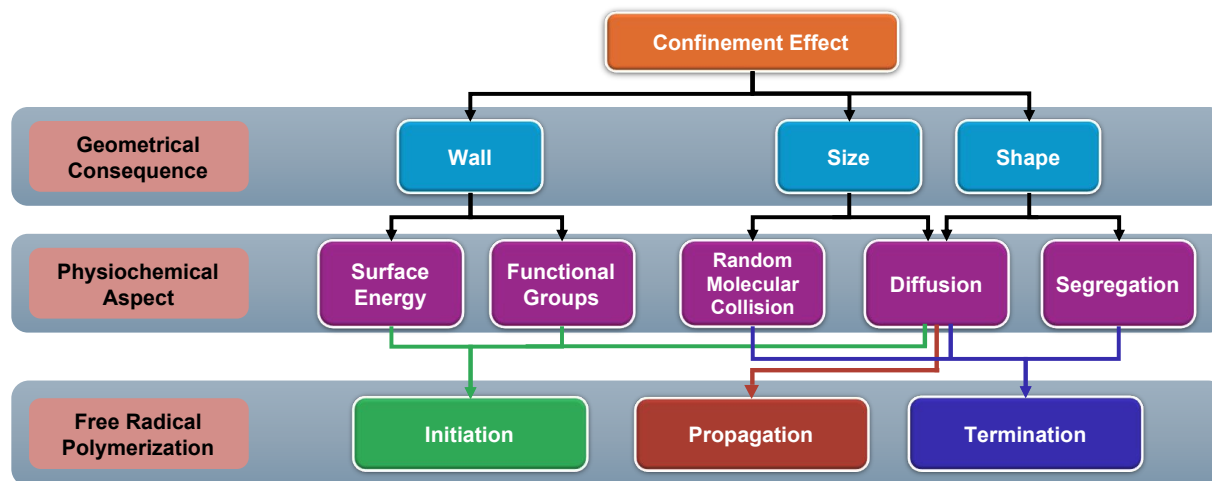 Confinement Effect
Geometrical
Consequence
Wall
Size
Shape
Physiochemical
Aspect
Surface
Energy
Functional
Groups
Random
Molecular
Collision
Diffusion
Segregation
Free Radical
Polymerization
Initiation
Propagation
Termination